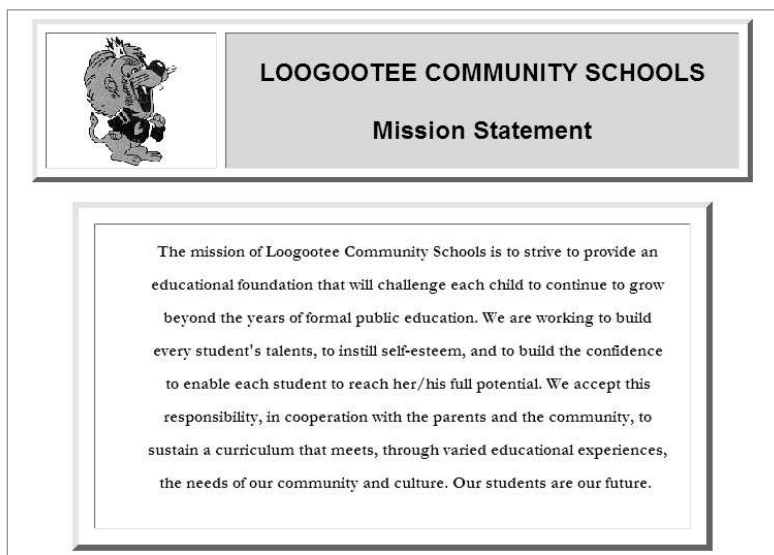 LOOGOOTEE COMMUNITY SCHOOLS
Mission Statement
The mission of Loogootee Community Schools is to strive to provide an
educational foundation that will challenge each child to continue to grow
beyond the years of formal public education. We are working to build
every student's talents, to instill self-esteem, and to build the confidence
to enable each student to reach her/his full potential. We accept this
responsibility, in cooperation with the parents and the community, to
sustain a curriculum that meets, through varied educational experiences,
the needs of our community and culture. Our students are our future.